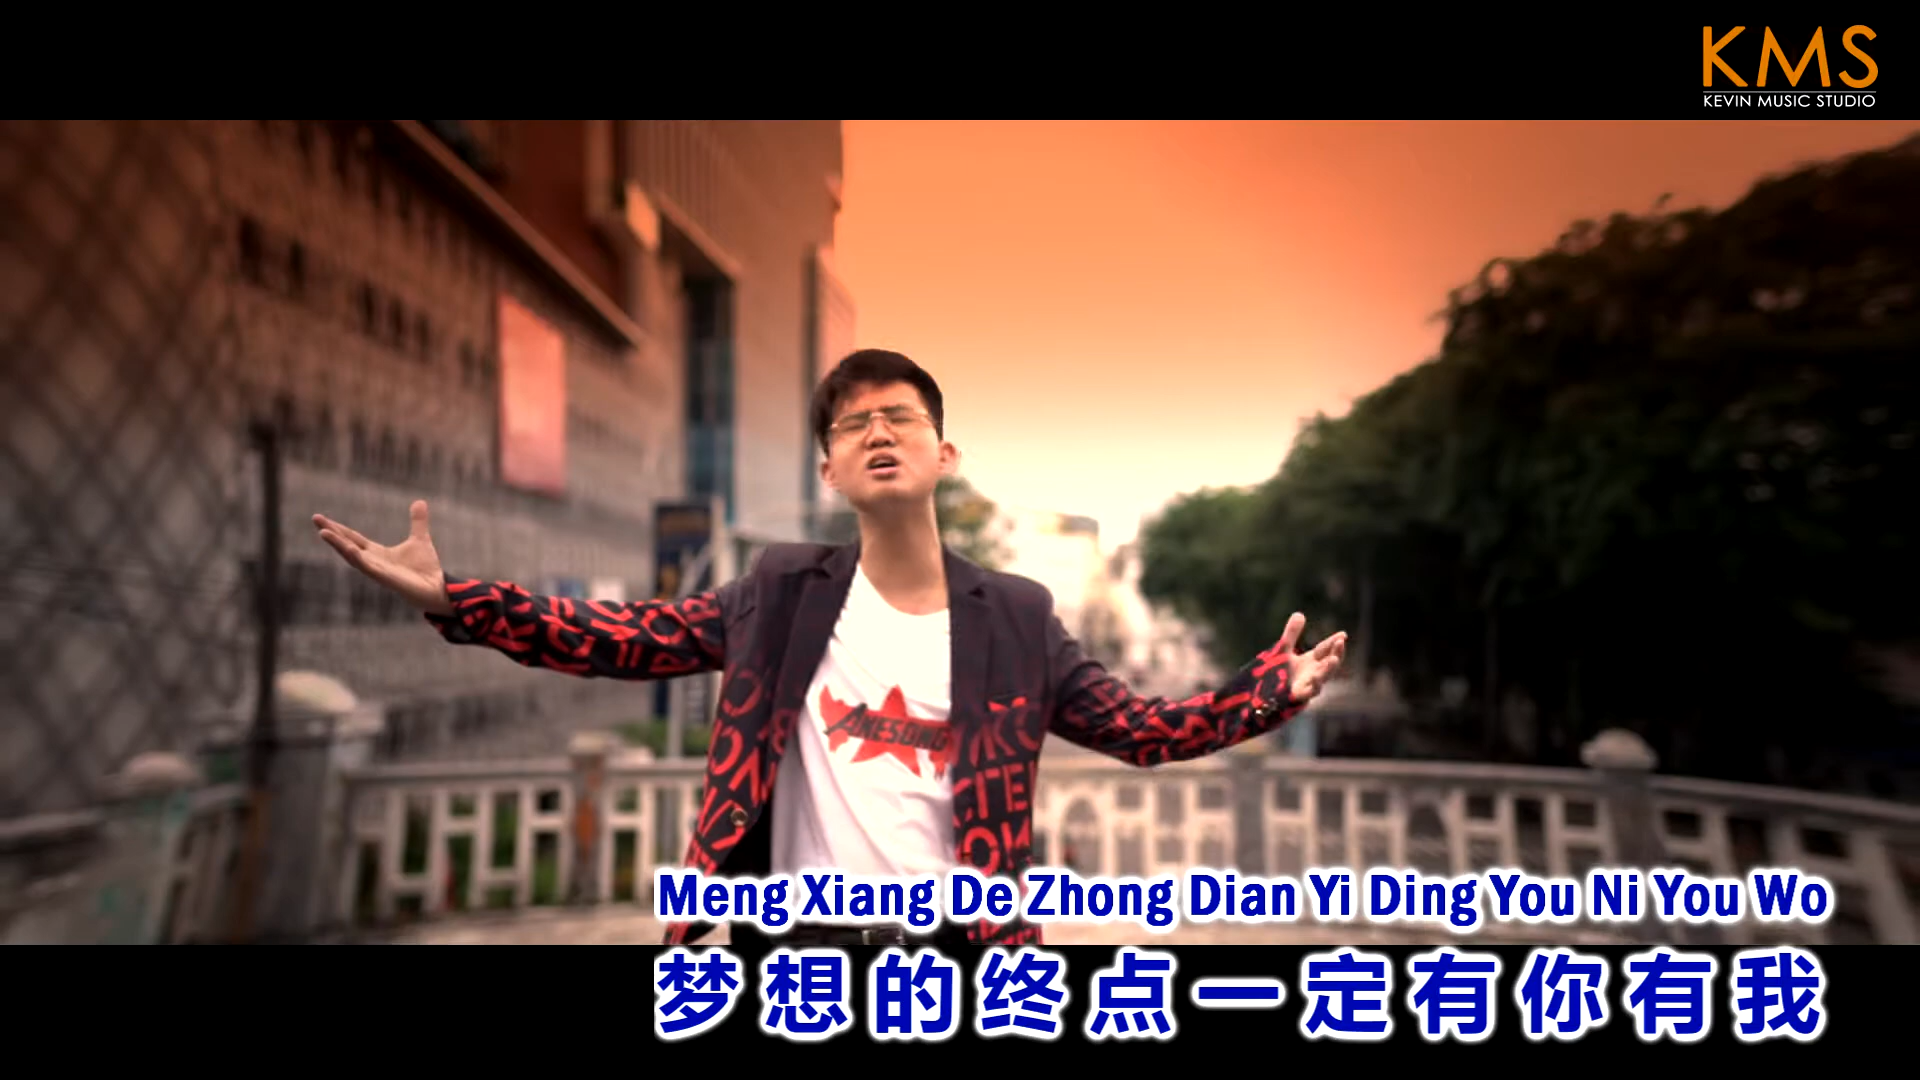 KMS
KEVIN MUSIC STUDIO
AWESOME
Meng Xiang De Zhong Dian Yi Ding You Ni You Wo
梦想的终点一定有你有我